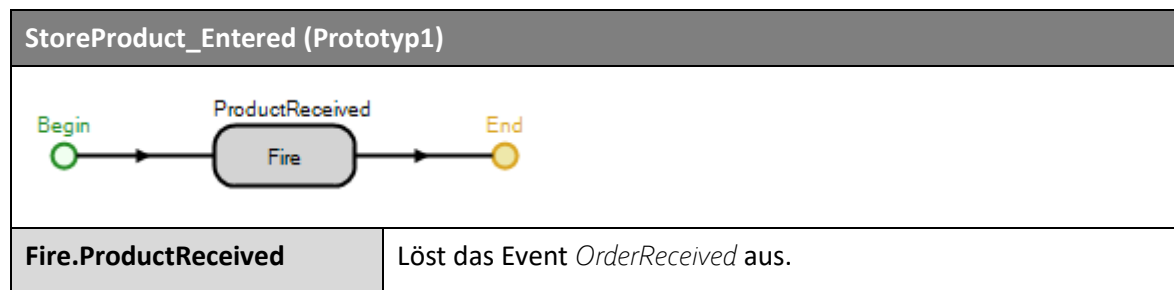 StoreProduct_Entered (Prototyp1)
ProductReceived
Begin
End
Fire
Fire.ProductReceived
Löst das Event OrderReceived aus.